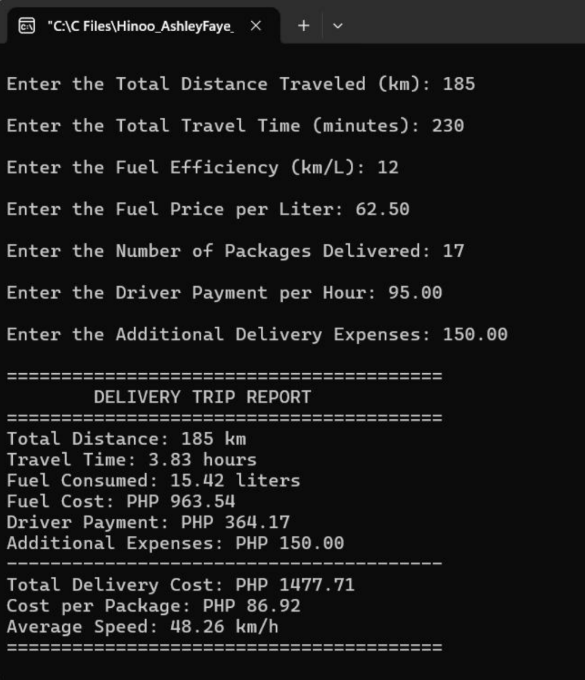 "C:\C Files\Hinoo_AshleyFaye_
Enter the Total Distance Traveled (km): 185
Enter the Total Travel Time (minutes): 230
Enter the Fuel Efficiency (km/L): 12
Enter the Fuel Price per Liter: 62.50
Enter the Number of Packages Delivered: 17
Enter the Driver Payment per Hour: 95.00
Enter the Additional Delivery Expenses: 150.00
========================================
DELIVERY TRIP REPORT
========================================
Total Distance: 185 km
Travel Time: 3.83 hours
Fuel Consumed: 15.42 liters
Fuel Cost: PHP 963.54
Driver Payment: PHP 364.17
Additional Expenses: PHP 150.00
----------------------------------------
Total Delivery Cost: PHP 1477.71
Cost per Package: PHP 86.92
Average Speed: 48.26 km/h
========================================